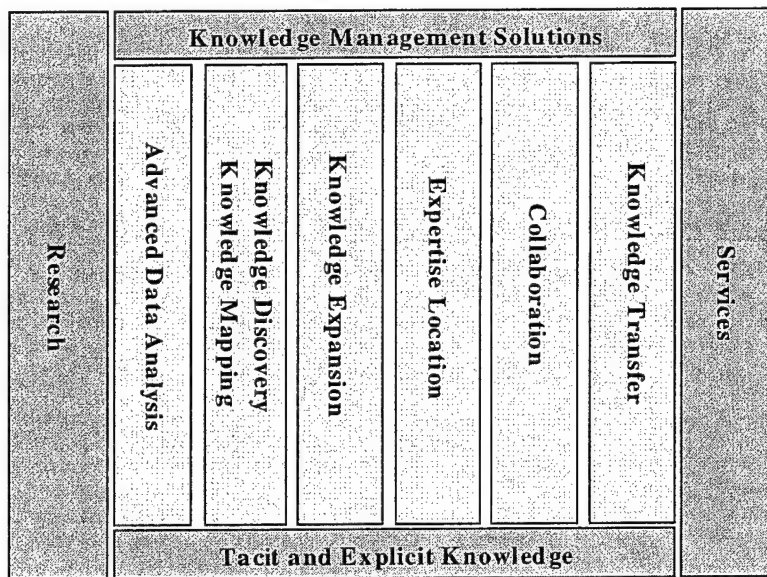 Knowledge Management Solutions
Research
Advanced Data Analysis
Knowledge Discovery
Knowledge Mapping
Knowledge Expansion
Expertise Location
Collaboration
Knowledge Transfer
Services
Tacit and Explicit Knowledge